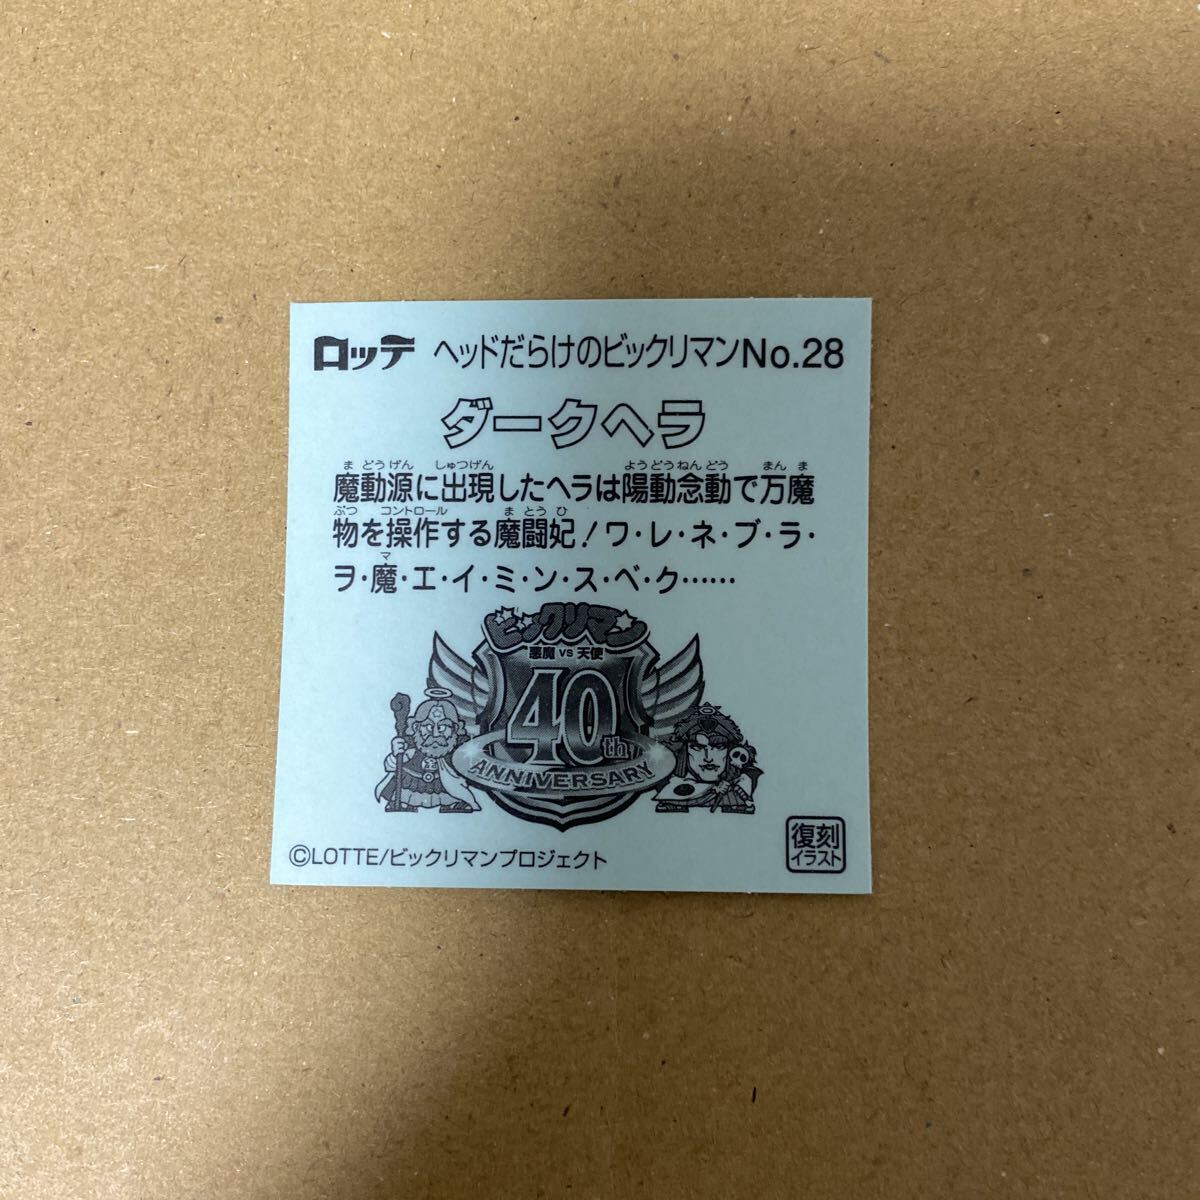 ロッテ ヘッドだらけのビックリマンNo.28
ダークヘラ
ま どうげん しゅつげん ようどうねんどう まん ま
魔動源に出現したヘラは陽動念動で万魔
ぶつ コントロール ま とう ひ
物を操作する魔闘妃!ワ・レ・ネ・ブ・ラ・
マ
ヲ・魔・エ・イ・ミ・ン・ス・ベ・ク……
ビックリマン
悪魔 VS 天使
40th
ANNIVERSARY
©LOTTE/ビックリマンプロジェクト
復刻
イラスト